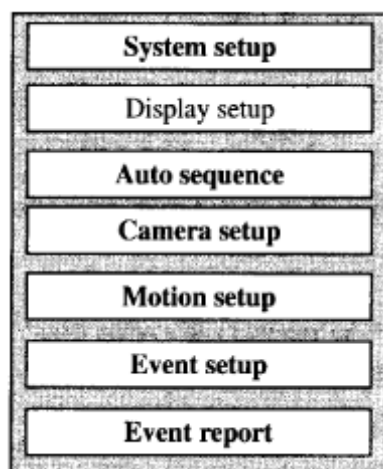 System setup
Display setup
Auto sequence
Camera setup
Motion setup
Event setup
Event report